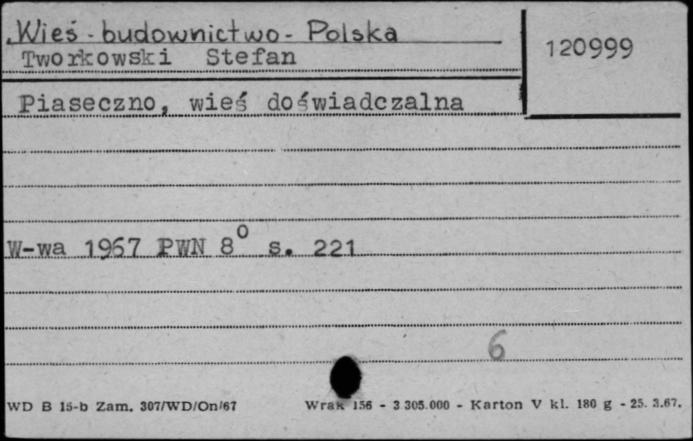 Wieś - budownictwo - Polska
Tworkowski Stefan
120999
Piaseczno, wieś doświadczalna
W-wa 1967 PWN 8° s. 221
6
WD B 15-b Zam. 307/WD/On/67
Wrak 156 - 3 305.000 - Karton V kl. 180 g - 25. 3.67.